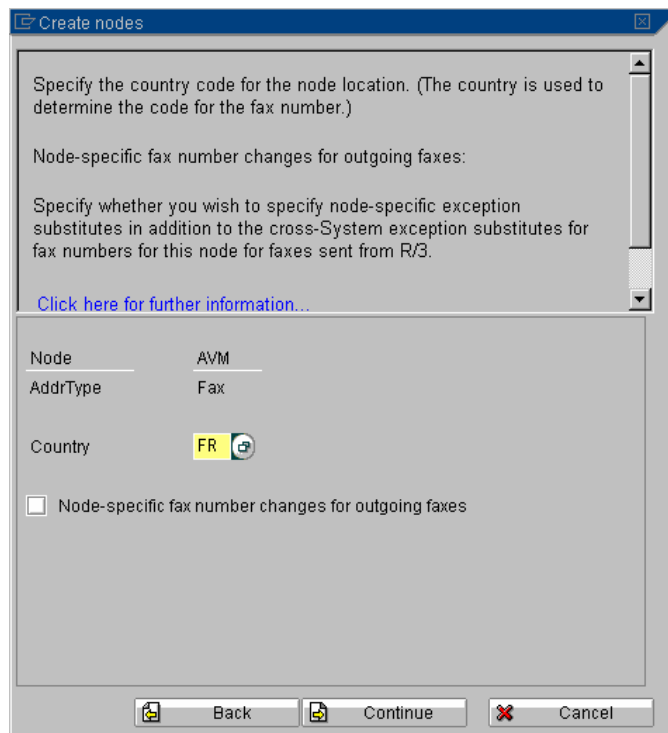 Create nodes
Specify the country code for the node location. (The country is used to
determine the code for the fax number.)
Node-specific fax number changes for outgoing faxes:
Specify whether you wish to specify node-specific exception
substitutes in addition to the cross-System exception substitutes for
fax numbers for this node for faxes sent from R/3.
Click here for further information...
Node AVM
AddrType Fax
Country FR
Node-specific fax number changes for outgoing faxes
Back Continue Cancel